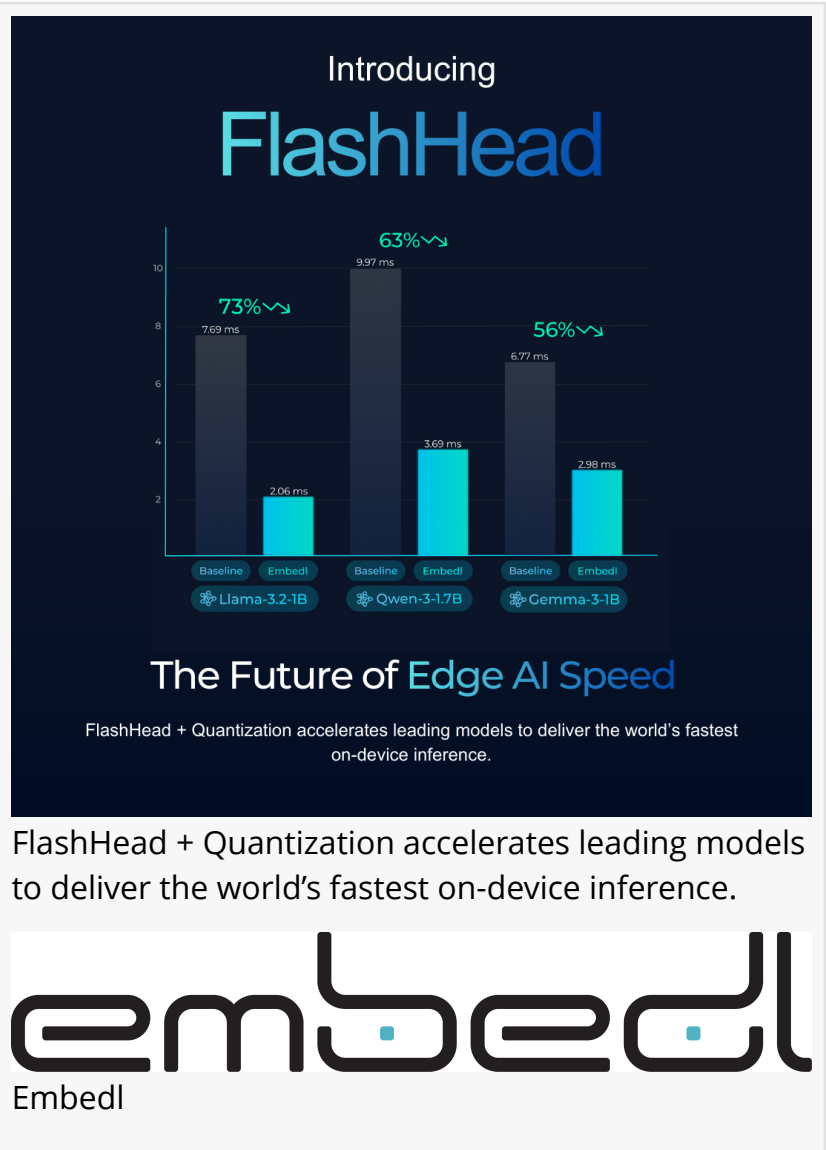 Introducing
FlashHead
63%
9.97 ms
10
73%
7.69 ms
8
56%
6.77 ms
6
4
3.69 ms
2.98 ms
2.06 ms
2
Baseline Embedl Baseline Embedl Baseline Embedl
Llama-3.2-1B Qwen-3-1.7B Gemma-3-1B
The Future of Edge AI Speed
FlashHead + Quantization accelerates leading models to deliver the world's fastest
on-device inference.
FlashHead + Quantization accelerates leading models
to deliver the world's fastest on-device inference.
embedl
Embedl